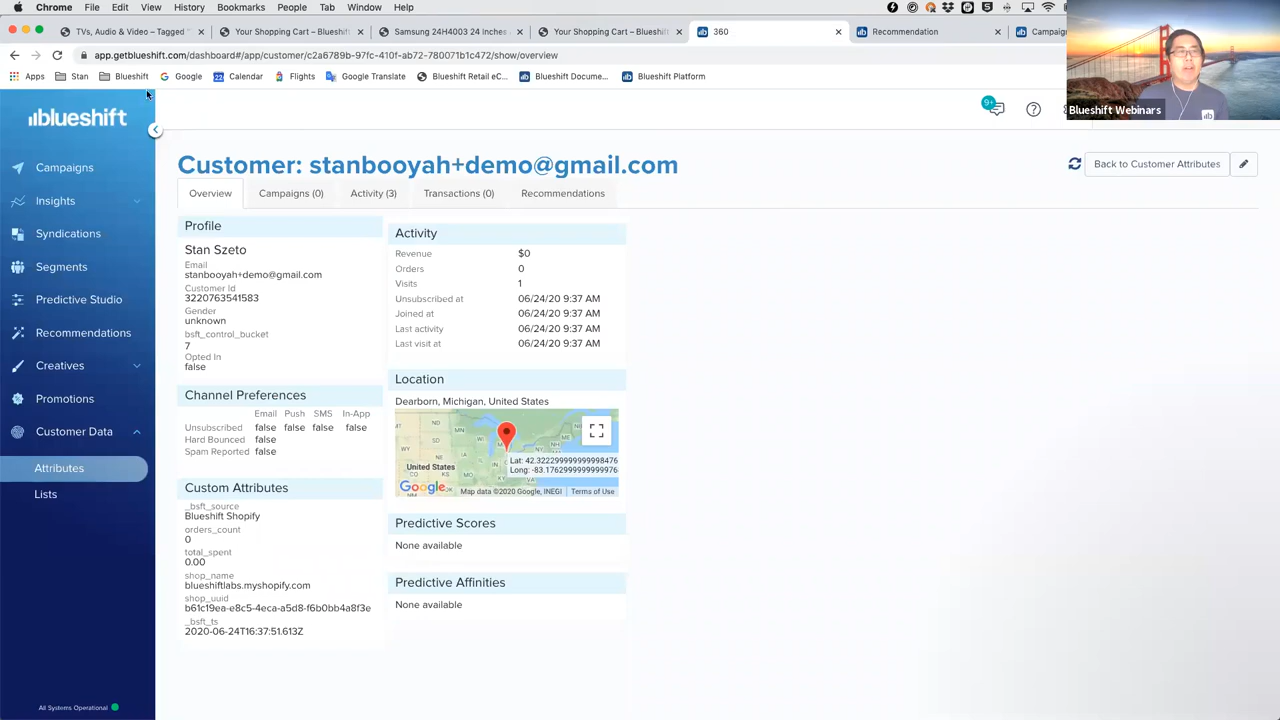 Chrome File Edit View History Bookmarks People Tab Window Help
TVs, Audio & Video – Tagged "
Your Shopping Cart – Blueshif
Samsung 24H4003 24 Inches
Your Shopping Cart – Blueshif
360
Recommendation
Campaig
app.getblueshift.com/dashboard#/app/customer/c2a6789b-97fc-410f-ab72-780071b1c472/show/overview
Apps Stan Blueshift Google 22 Calendar Flights Google Translate Blueshift Retail eC... Blueshift Docume... Blueshift Platform
Blueshift Webinars
blueshift
9+
Campaigns
Insights
Syndications
Segments
Predictive Studio
Recommendations
Creatives
Promotions
Customer Data
Attributes
Lists
All Systems Operational
Customer: stanbooyah+demo@gmail.com
Back to Customer Attributes
Overview Campaigns (0) Activity (3) Transactions (0) Recommendations
Profile
Stan Szeto
Email
stanbooyah+demo@gmail.com
Customer Id
3220763541583
Gender
unknown
bsft_control_bucket
7
Opted In
false
Channel Preferences
Email Push SMS In-App
Unsubscribed false false false false
Hard Bounced false
Spam Reported false
Custom Attributes
_bsft_source
Blueshift Shopify
orders_count
0
total_spent
0.00
shop_name
blueshiftlabs.myshopify.com
shop_uuid
b61c19ea-e8c5-4eca-a5d8-f6b0bb4a8f3e
_bsft_ts
2020-06-24T16:37:51.613Z
Activity
Revenue $0
Orders 0
Visits 1
Unsubscribed at 06/24/20 9:37 AM
Joined at 06/24/20 9:37 AM
Last activity 06/24/20 9:37 AM
Last visit at 06/24/20 9:37 AM
Location
Dearborn, Michigan, United States
United States
Lat: 42.32229999999998476
Long: -83.17629999999999976
Google
Map data ©2020 Google, INEGI Terms of Use
Predictive Scores
None available
Predictive Affinities
None available